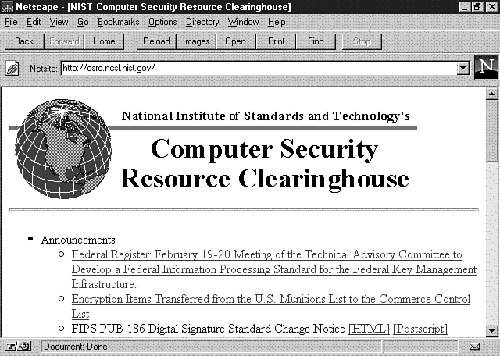 Netscape - [NIST Computer Security Resource Clearinghouse]
File Edit View Go Bookmarks Options Directory Window Help
Back Forward Home Reload Images Open Print Find Stop
Netsite: http://csrc.ncsl.nist.gov/
N
National Institute of Standards and Technology's
Computer Security
Resource Clearinghouse
Announcements
Federal Register: February 19-20 Meeting of the Technical Advisory Committee to
Develop a Federal Information Processing Standard for the Federal Key Management
Infrastructure.
Encryption Items Transferred from the U.S. Munitions List to the Commerce Control
List
FIPS PUB 186 Digital Signature Standard Change Notice [HTML] [Postscript]
Document: Done